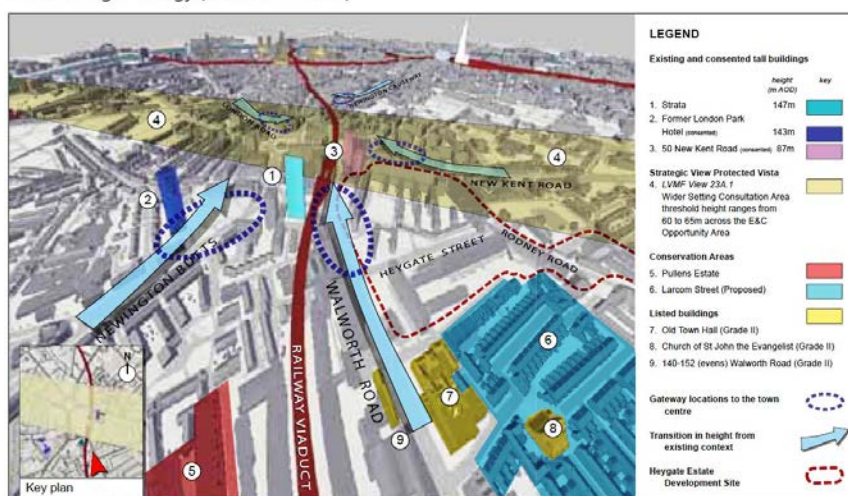 NEWINGTON CAUSEWAY
4
4
3
1
2
NEW KENT ROAD
NEWINGTON BUTTS
WALWORTH ROAD
HEYGATE STREET
RODNEY ROAD
RAILWAY VIADUCT
6
7
8
9
5
N
Key plan
LEGEND
Existing and consented tall buildings
height key
(m AOD)
1. Strata 147m
2. Former London Park
Hotel (consented) 143m
3. 50 New Kent Road (consented) 87m
Strategic View Protected Vista
4. LVMF View 23A.1
Wider Setting Consultation Area
threshold height ranges from
60 to 65m across the E&C
Opportunity Area
Conservation Areas
5. Pullens Estate
6. Larcom Street (Proposed)
Listed buildings
7. Old Town Hall (Grade II)
8. Church of St John the Evangelist (Grade II)
9. 140-152 (evens) Walworth Road (Grade II)
Gateway locations to the town
centre
Transition in height from
existing context
Heygate Estate
Development Site